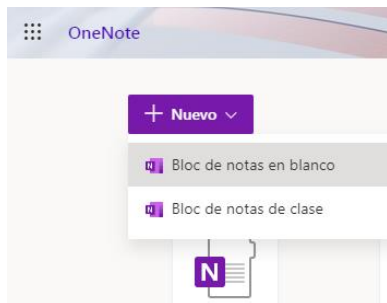 OneNote
Nuevo
Bloc de notas en blanco
Bloc de notas de clase
N